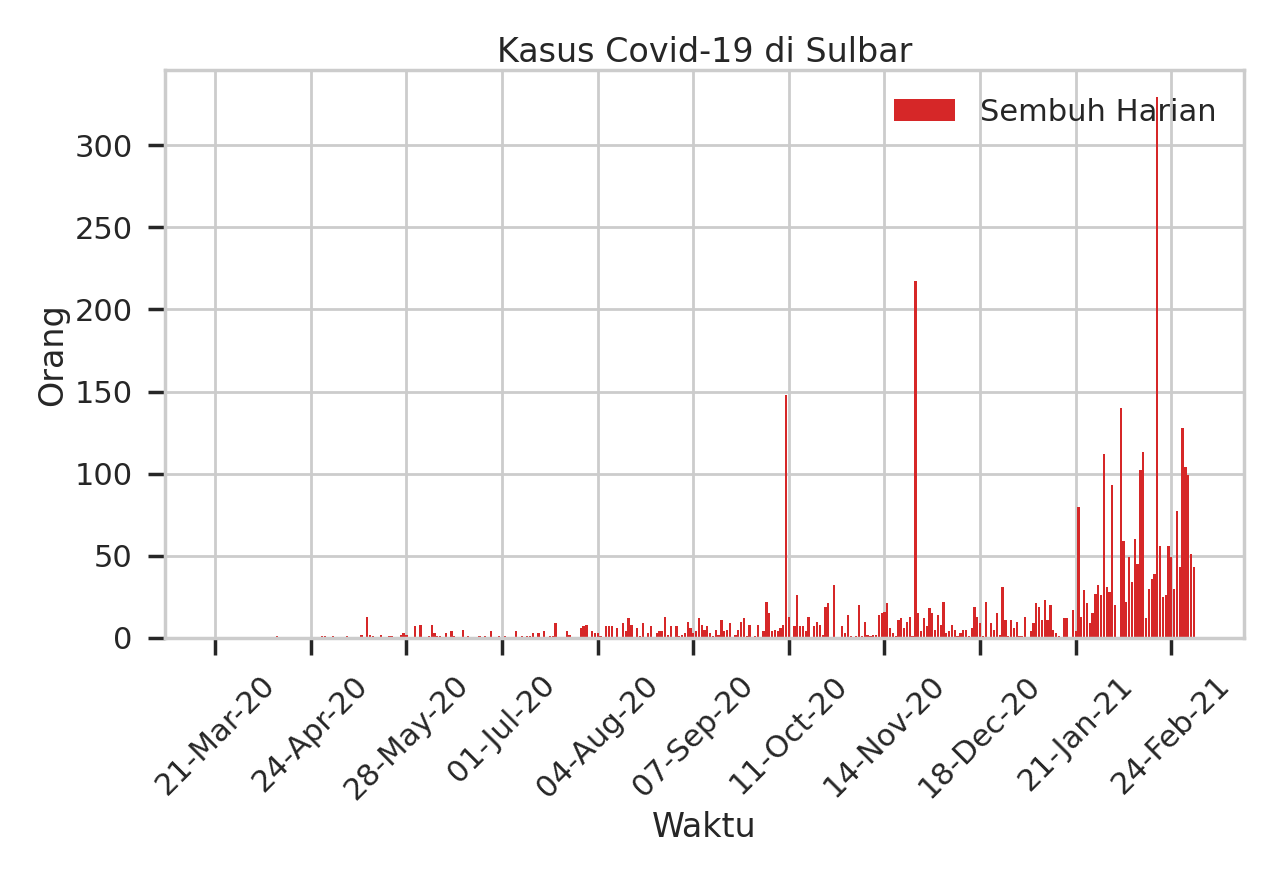 Kasus Covid-19 di Sulbar
Sembuh Harian
Orang
300
250
200
150
100
50
0
21-Mar-20
24-Apr-20
28-May-20
01-Jul-20
04-Aug-20
07-Sep-20
11-Oct-20
14-Nov-20
18-Dec-20
21-Jan-21
24-Feb-21
Waktu